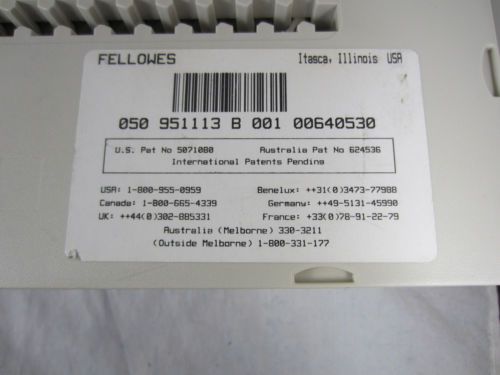 FELLOWES Itasca, Illinois USA
050 951113 B 001 00640530
U.S. Pat No 5071080 Australia Pat No 624536
International Patents Pending
USA: 1-800-955-0959 Benelux: ++31(0)3473-77988
Canada: 1-800-665-4339 Germany: ++49-5131-45990
UK: ++44(0)302-885331 France: +33(0)78-91-22-79
Australia (Melborne) 330-3211
(Outside Melborne) 1-800-331-177